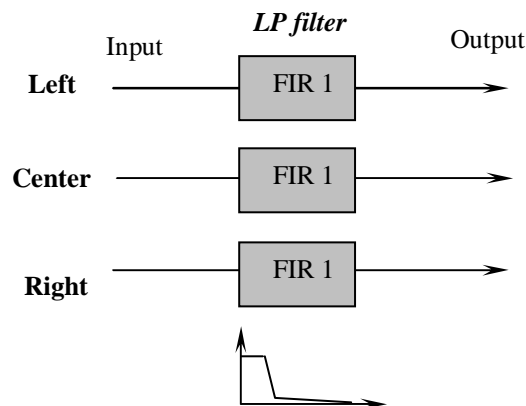 LP filter
Input
Output
Left
FIR 1
Center
FIR 1
Right
FIR 1